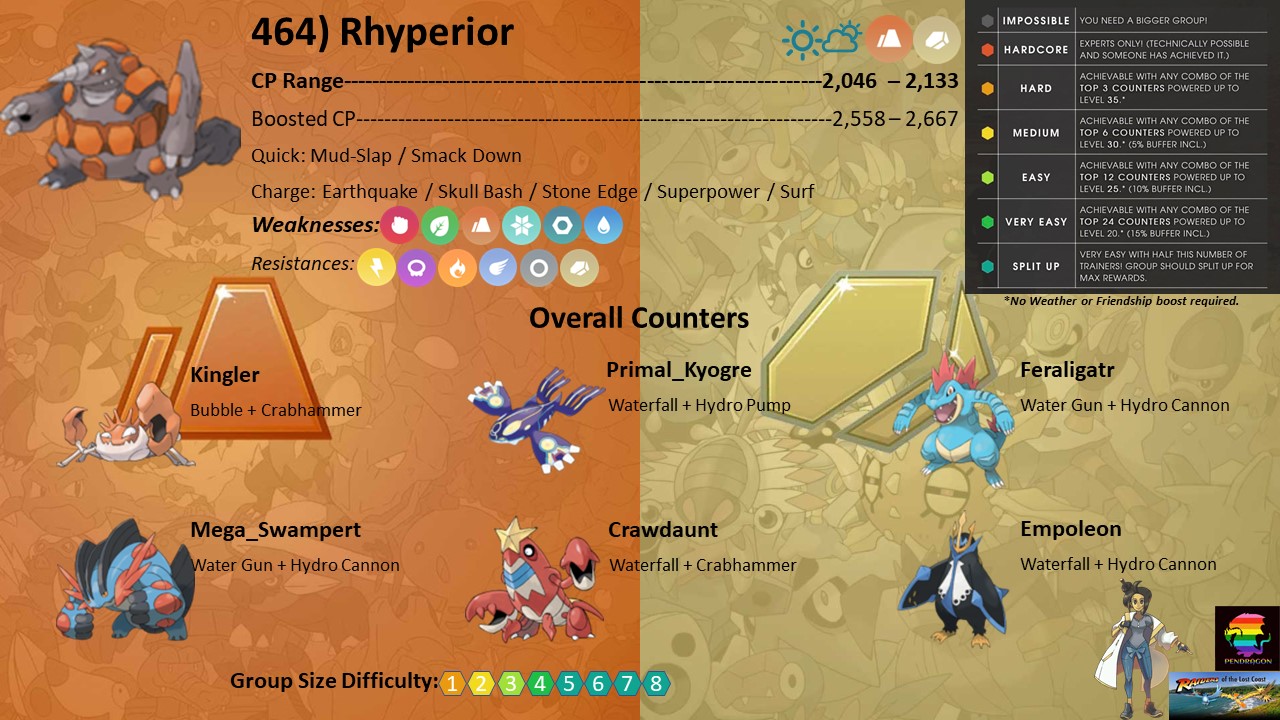 464) Rhyperior
CP Range------------------------------------------------------------------------2,046 – 2,133
Boosted CP------------------------------------------------------------------------2,558 – 2,667
Quick: Mud-Slap / Smack Down
Charge: Earthquake / Skull Bash / Stone Edge / Superpower / Surf
Weaknesses:
Resistances:
IMPOSSIBLE YOU NEED A BIGGER GROUP!
HARDCORE EXPERTS ONLY! (TECHNICALLY POSSIBLE
AND SOMEONE HAS ACHIEVED IT.)
HARD ACHIEVABLE WITH ANY COMBO OF THE
TOP 3 COUNTERS POWERED UP TO
LEVEL 35.*
MEDIUM ACHIEVABLE WITH ANY COMBO OF THE
TOP 6 COUNTERS POWERED UP TO
LEVEL 30.* (5% BUFFER INCL.)
EASY ACHIEVABLE WITH ANY COMBO OF THE
TOP 12 COUNTERS POWERED UP TO
LEVEL 25.* (10% BUFFER INCL.)
VERY EASY ACHIEVABLE WITH ANY COMBO OF THE
TOP 24 COUNTERS POWERED UP TO
LEVEL 20.* (15% BUFFER INCL.)
SPLIT UP VERY EASY WITH HALF THIS NUMBER OF
TRAINERS! GROUP SHOULD SPLIT UP FOR
MAX REWARDS.
*No Weather or Friendship boost required.
Overall Counters
Kingler
Bubble + Crabhammer
Primal_Kyogre
Waterfall + Hydro Pump
Feraligatr
Water Gun + Hydro Cannon
Mega_Swampert
Water Gun + Hydro Cannon
Crawdaunt
Waterfall + Crabhammer
Empoleon
Waterfall + Hydro Cannon
Group Size Difficulty: 1 2 3 4 5 6 7 8
PENDRAGON
RAIDERS of the Lost Coast